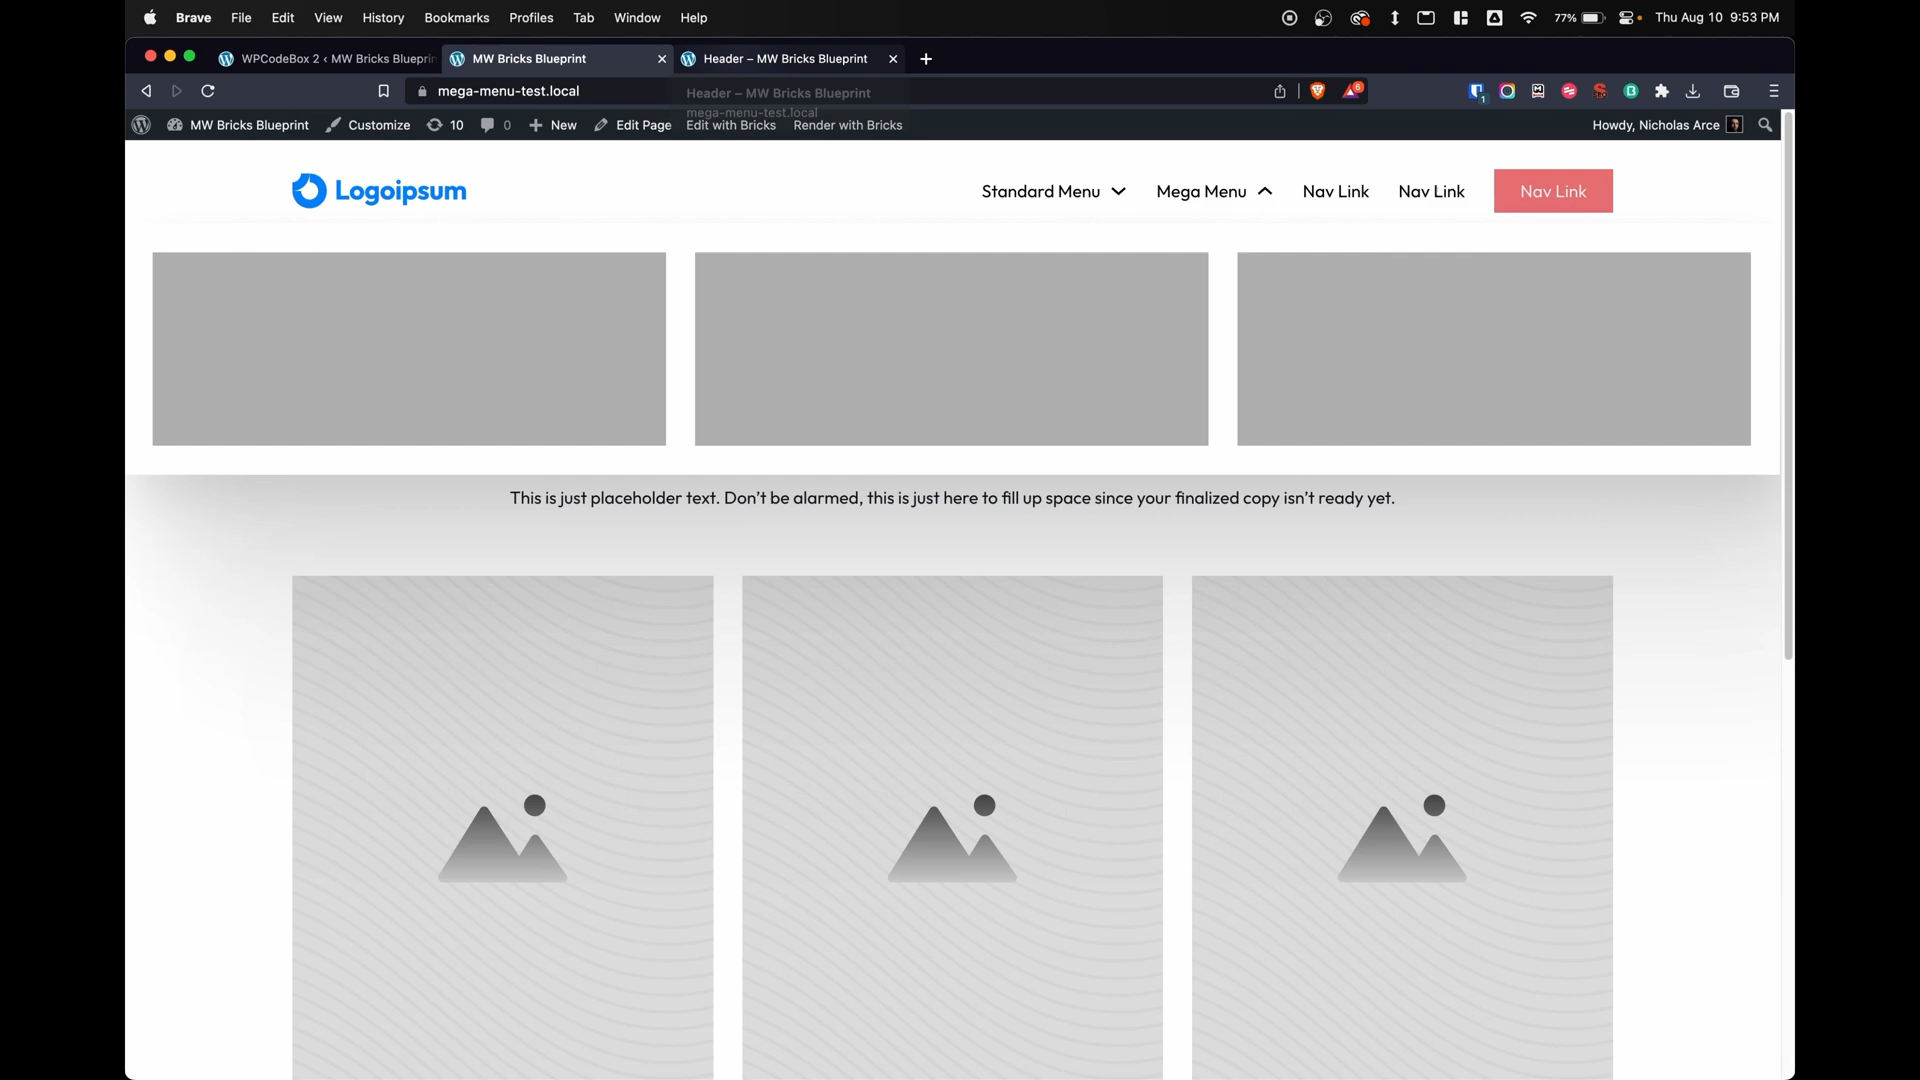 Brave File Edit View History Bookmarks Profiles Tab Window Help 77% Thu Aug 10 9:53 PM
WPCodeBox 2 ‹ MW Bricks Blueprin MW Bricks Blueprint Header – MW Bricks Blueprint
mega-menu-test.local Header – MW Bricks Blueprint 6 1
mega-menu-test.local
MW Bricks Blueprint Customize 10 0 New Edit Page Edit with Bricks Render with Bricks Howdy, Nicholas Arce
Logoipsum Standard Menu Mega Menu Nav Link Nav Link Nav Link
This is just placeholder text. Don’t be alarmed, this is just here to fill up space since your finalized copy isn’t ready yet.